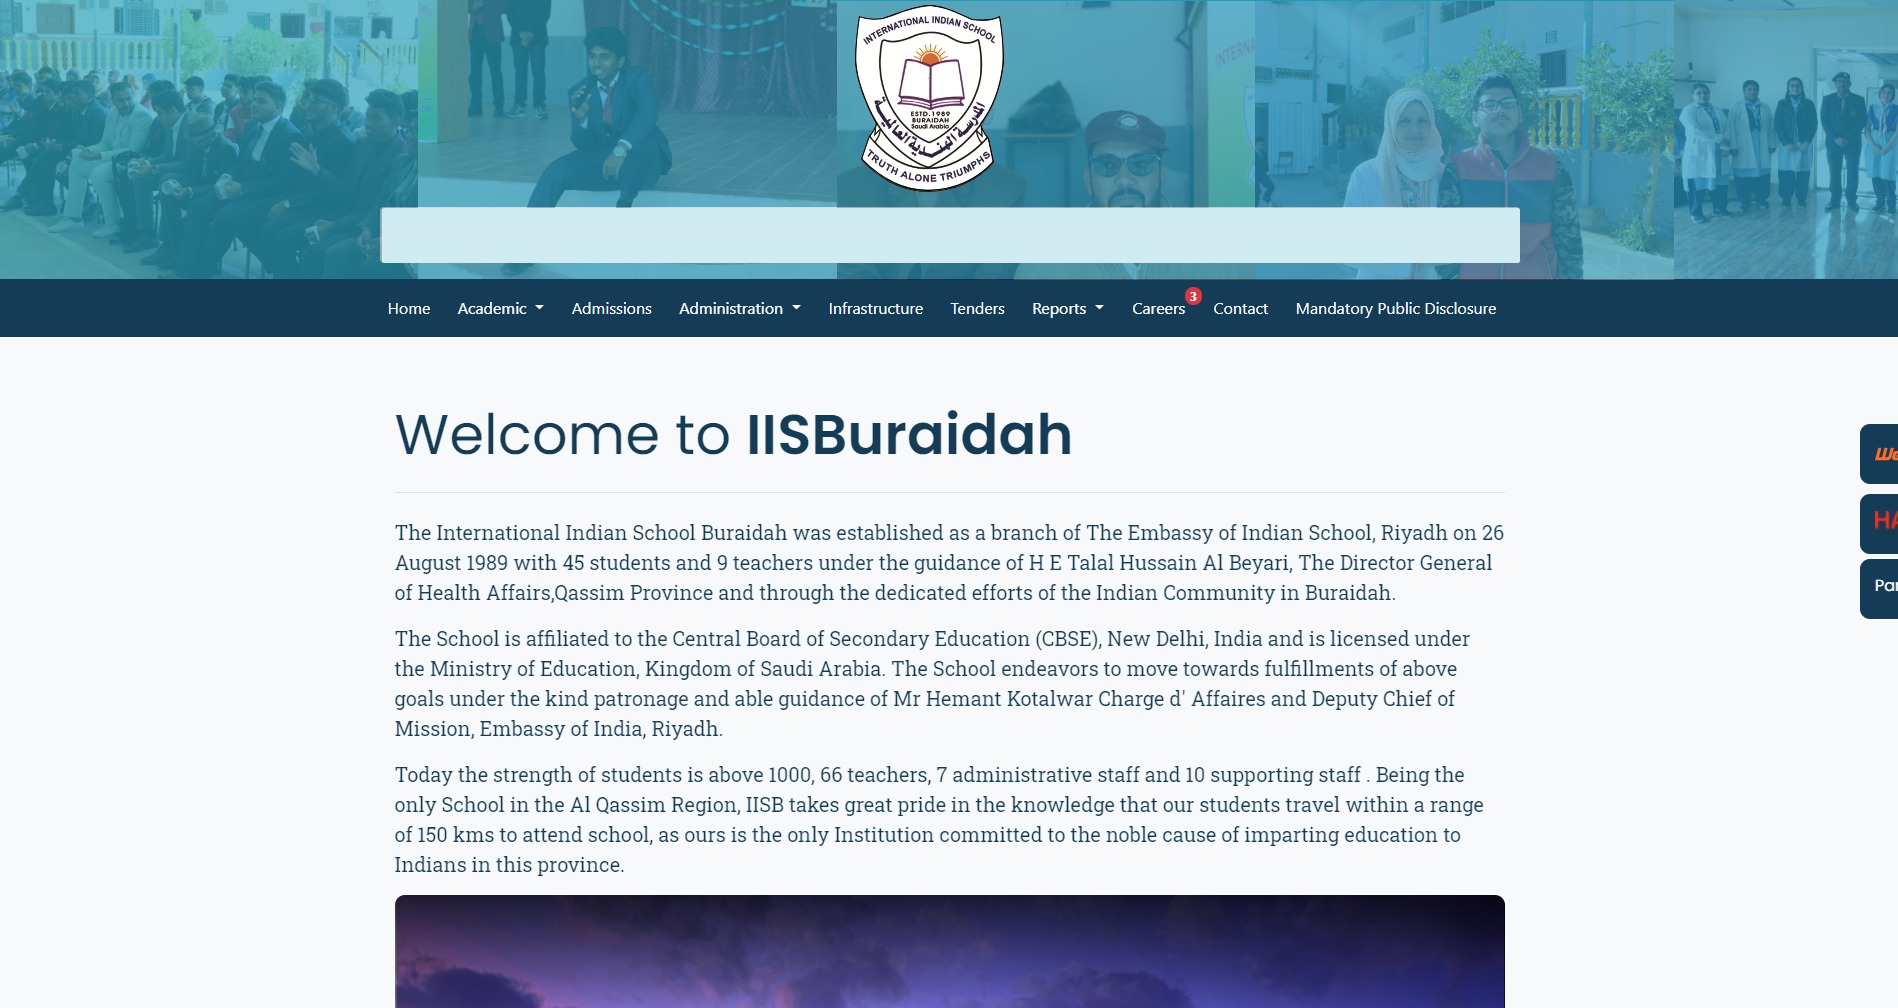 INTERNATIONAL INDIAN SCHOOL
ESTD. 1989
BURAIDAH
Saudi Arabia
المدرسة الهندية العالمية
TRUTH ALONE TRIUMPHS
Home Academic Admissions Administration Infrastructure Tenders Reports Careers 3 Contact Mandatory Public Disclosure
Welcome to IISBuraidah
The International Indian School Buraidah was established as a branch of The Embassy of Indian School, Riyadh on 26
August 1989 with 45 students and 9 teachers under the guidance of H E Talal Hussain Al Beyari, The Director General
of Health Affairs,Qassim Province and through the dedicated efforts of the Indian Community in Buraidah.
The School is affiliated to the Central Board of Secondary Education (CBSE), New Delhi, India and is licensed under
the Ministry of Education, Kingdom of Saudi Arabia. The School endeavors to move towards fulfillments of above
goals under the kind patronage and able guidance of Mr Hemant Kotalwar Charge d' Affaires and Deputy Chief of
Mission, Embassy of India, Riyadh.
Today the strength of students is above 1000, 66 teachers, 7 administrative staff and 10 supporting staff . Being the
only School in the Al Qassim Region, IISB takes great pride in the knowledge that our students travel within a range
of 150 kms to attend school, as ours is the only Institution committed to the noble cause of imparting education to
Indians in this province.